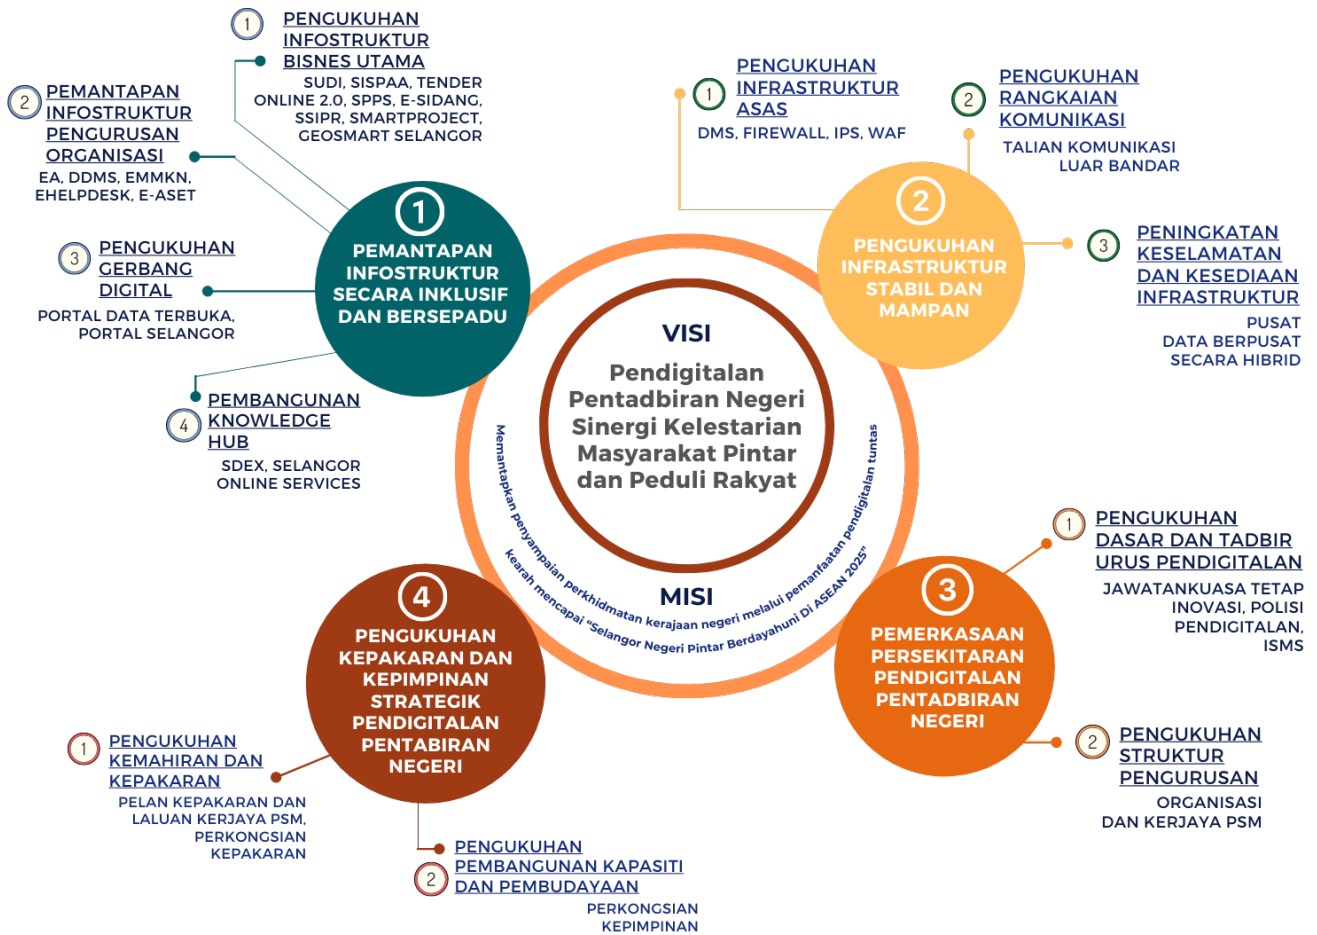 1
PENGUKUHAN
INFOSTRUKTUR
BISNES UTAMA
SUDI, SISPAA, TENDER
ONLINE 2.0, SPPS, E-SIDANG,
SSIPR, SMARTPROJECT,
GEOSMART SELANGOR
2
PEMANTAPAN
INFOSTRUKTUR
PENGURUSAN
ORGANISASI
EA, DDMS, EMMKN,
EHELPDESK, E-ASET
3
PENGUKUHAN
GERBANG
DIGITAL
PORTAL DATA TERBUKA,
PORTAL SELANGOR
4
PEMBANGUNAN
KNOWLEDGE
HUB
SDEX, SELANGOR
ONLINE SERVICES
1
PEMANTAPAN
INFOSTRUKTUR
SECARA INKLUSIF
DAN BERSEPADU
1
PENGUKUHAN
INFRASTRUKTUR
ASAS
DMS, FIREWALL, IPS, WAF
2
PENGUKUHAN
RANGKAIAN
KOMUNIKASI
TALIAN KOMUNIKASI
LUAR BANDAR
3
PENINGKATAN
KESELAMATAN
DAN KESEDIAAN
INFRASTRUKTUR
PUSAT
DATA BERPUSAT
SECARA HIBRID
2
PENGUKUHAN
INFRASTRUKTUR
STABIL DAN
MAMPAN
VISI
Pendigitalan
Pentadbiran Negeri
Sinergi Kelestarian
Masyarakat Pintar
dan Peduli Rakyat
MISI
Memantapkan penyampaian perkhidmatan kerajaan negeri melalui pemanfaatan pendigitalan tuntas
kearah mencapai “Selangor Negeri Pintar Berdayahuni Di ASEAN 2025”
3
PEMERKASAAN
PERSEKITARAN
PENDIGITALAN
PENTADBIRAN
NEGERI
1
PENGUKUHAN
DASAR DAN TADBIR
URUS PENDIGITALAN
JAWATANKUASA TETAP
INOVASI, POLISI
PENDIGITALAN,
ISMS
2
PENGUKUHAN
STRUKTUR
PENGURUSAN
ORGANISASI
DAN KERJAYA PSM
4
PENGUKUHAN
KEPAKARAN DAN
KEPIMPINAN
STRATEGIK
PENDIGITALAN
PENTABIRAN
NEGERI
1
PENGUKUHAN
KEMAHIRAN DAN
KEPAKARAN
PELAN KEPAKARAN DAN
LALUAN KERJAYA PSM,
PERKONGSIAN
KEPAKARAN
2
PENGUKUHAN
PEMBANGUNAN KAPASITI
DAN PEMBUDAYAAN
PERKONGSIAN
KEPIMPINAN